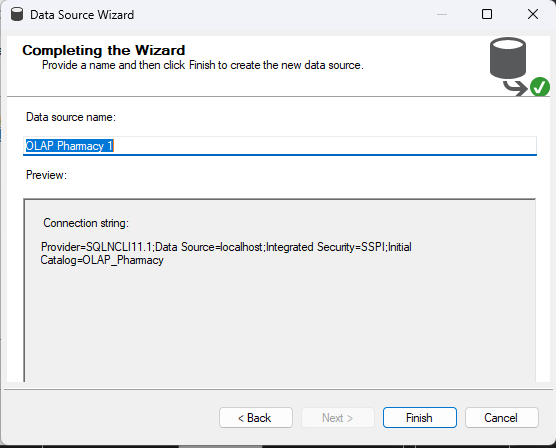 Data Source Wizard
Completing the Wizard
Provide a name and then click Finish to create the new data source.
Data source name:
OLAP Pharmacy 1
Preview:
Connection string:
Provider=SQLNCLI11.1;Data Source=localhost;Integrated Security=SSPI;Initial
Catalog=OLAP_Pharmacy
< Back
Next >
Finish
Cancel